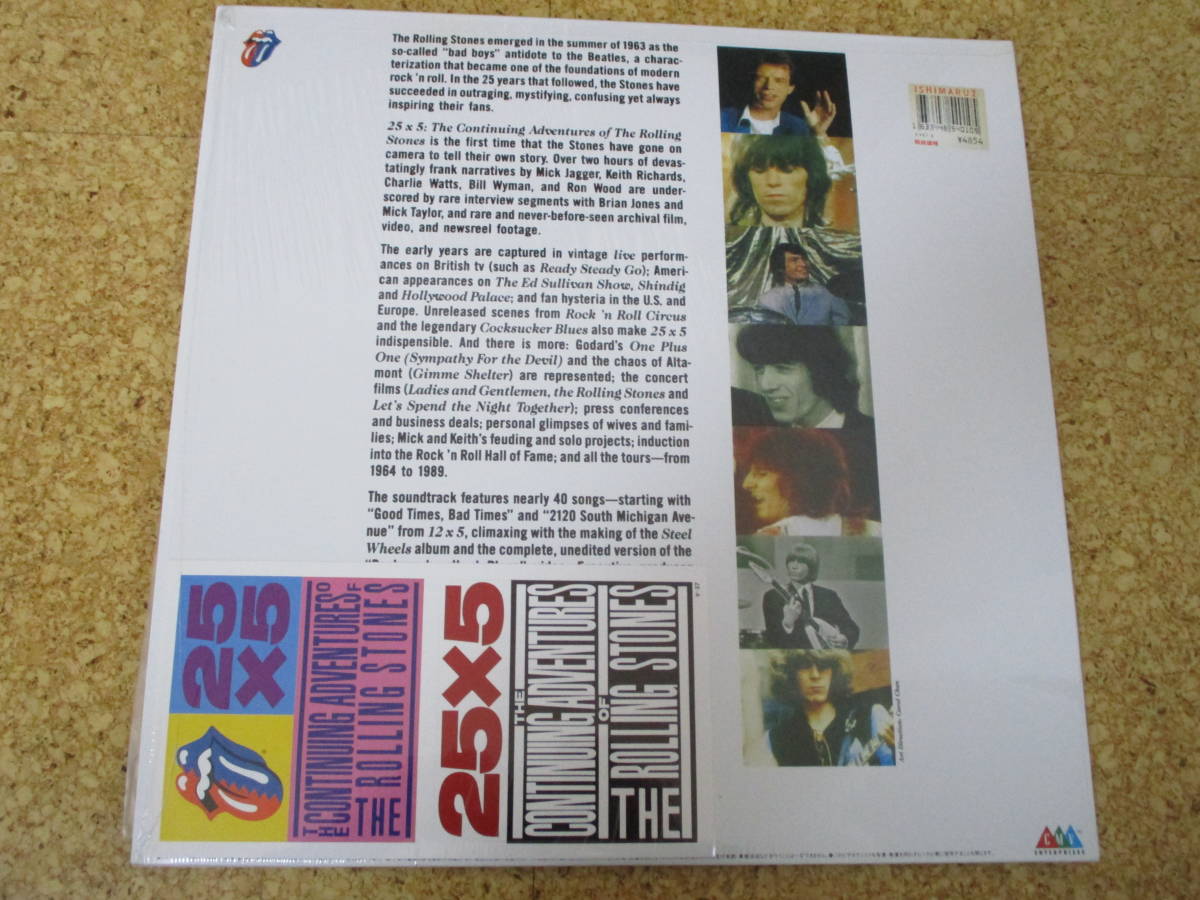 The Rolling Stones emerged in the summer of 1963 as the
so-called "bad boys" antidote to the Beatles, a charac-
terization that became one of the foundations of modern
rock 'n roll. In the 25 years that followed, the Stones have
succeeded in outraging, mystifying, confusing yet always
inspiring their fans.
25 x 5: The Continuing Adventures of The Rolling
Stones is the first time that the Stones have gone on
camera to tell their own story. Over two hours of devas-
tatingly frank narratives by Mick Jagger, Keith Richards,
Charlie Watts, Bill Wyman, and Ron Wood are under-
scored by rare interview segments with Brian Jones and
Mick Taylor, and rare and never-before-seen archival film,
video, and newsreel footage.
The early years are captured in vintage live perform-
ances on British tv (such as Ready Steady Go); Ameri-
can appearances on The Ed Sullivan Show, Shindig
and Hollywood Palace; and fan hysteria in the U.S. and
Europe. Unreleased scenes from Rock 'n Roll Circus
and the legendary Cocksucker Blues also make 25 x 5
indispensible. And there is more: Godard's One Plus
One (Sympathy For the Devil) and the chaos of Alta-
mont (Gimme Shelter) are represented; the concert
films (Ladies and Gentlemen, the Rolling Stones and
Let's Spend the Night Together); press conferences
and business deals; personal glimpses of wives and fami-
lies; Mick and Keith's feuding and solo projects; induction
into the Rock 'n Roll Hall of Fame; and all the tours—from
1964 to 1989.
The soundtrack features nearly 40 songs—starting with
"Good Times, Bad Times" and "2120 South Michigan Ave-
nue" from 12 x 5, climaxing with the making of the Steel
Wheels album and the complete, unedited version of the
25
x5
THE
CONTINUING ADVENTURES OF
THE ROLLING STONES
25x5
THE
CONTINUING ADVENTURES
OF
THE ROLLING STONES
ISHIMARU
¥4854
Art Direction: Carol Chen
CMV
ENTERPRISES